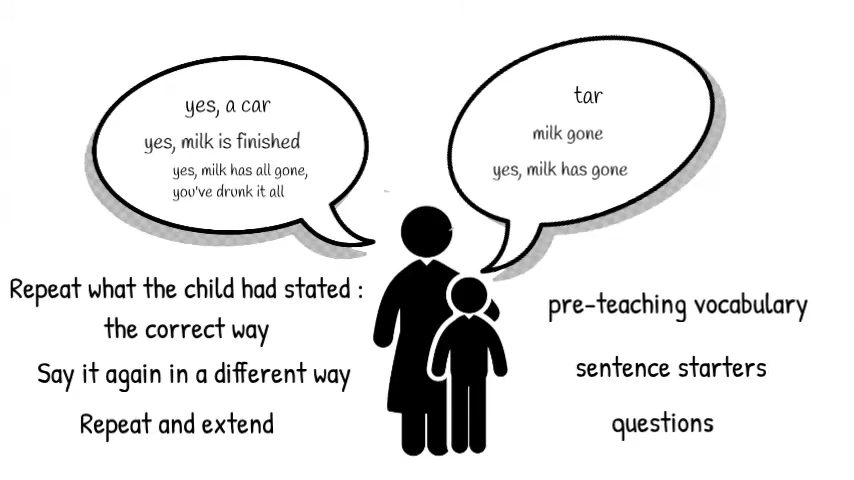 yes, a car
yes, milk is finished
yes, milk has all gone,
you've drunk it all
tar
milk gone
yes, milk has gone
Repeat what the child had stated :
the correct way
Say it again in a different way
Repeat and extend
pre-teaching vocabulary
sentence starters
questions